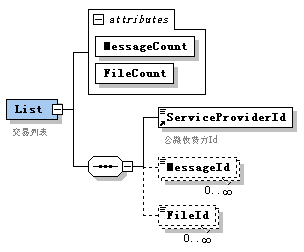 attributes
MessageCount
FileCount
List
交易列表
ServiceProviderId
公路收费方Id
MessageId
0..∞
FileId
0..∞